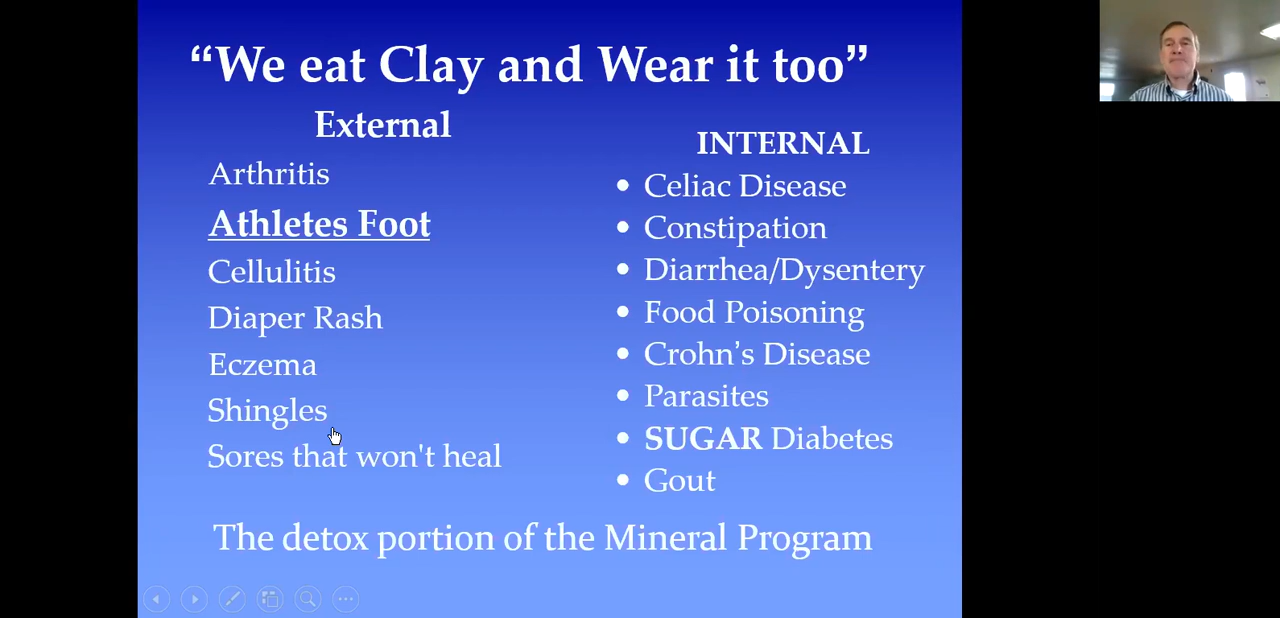 “We eat Clay and Wear it too”
External
Arthritis
Athletes Foot
Cellulitis
Diaper Rash
Eczema
Shingles
Sores that won't heal
INTERNAL
• Celiac Disease
• Constipation
• Diarrhea/Dysentery
• Food Poisoning
• Crohn’s Disease
• Parasites
• SUGAR Diabetes
• Gout
The detox portion of the Mineral Program